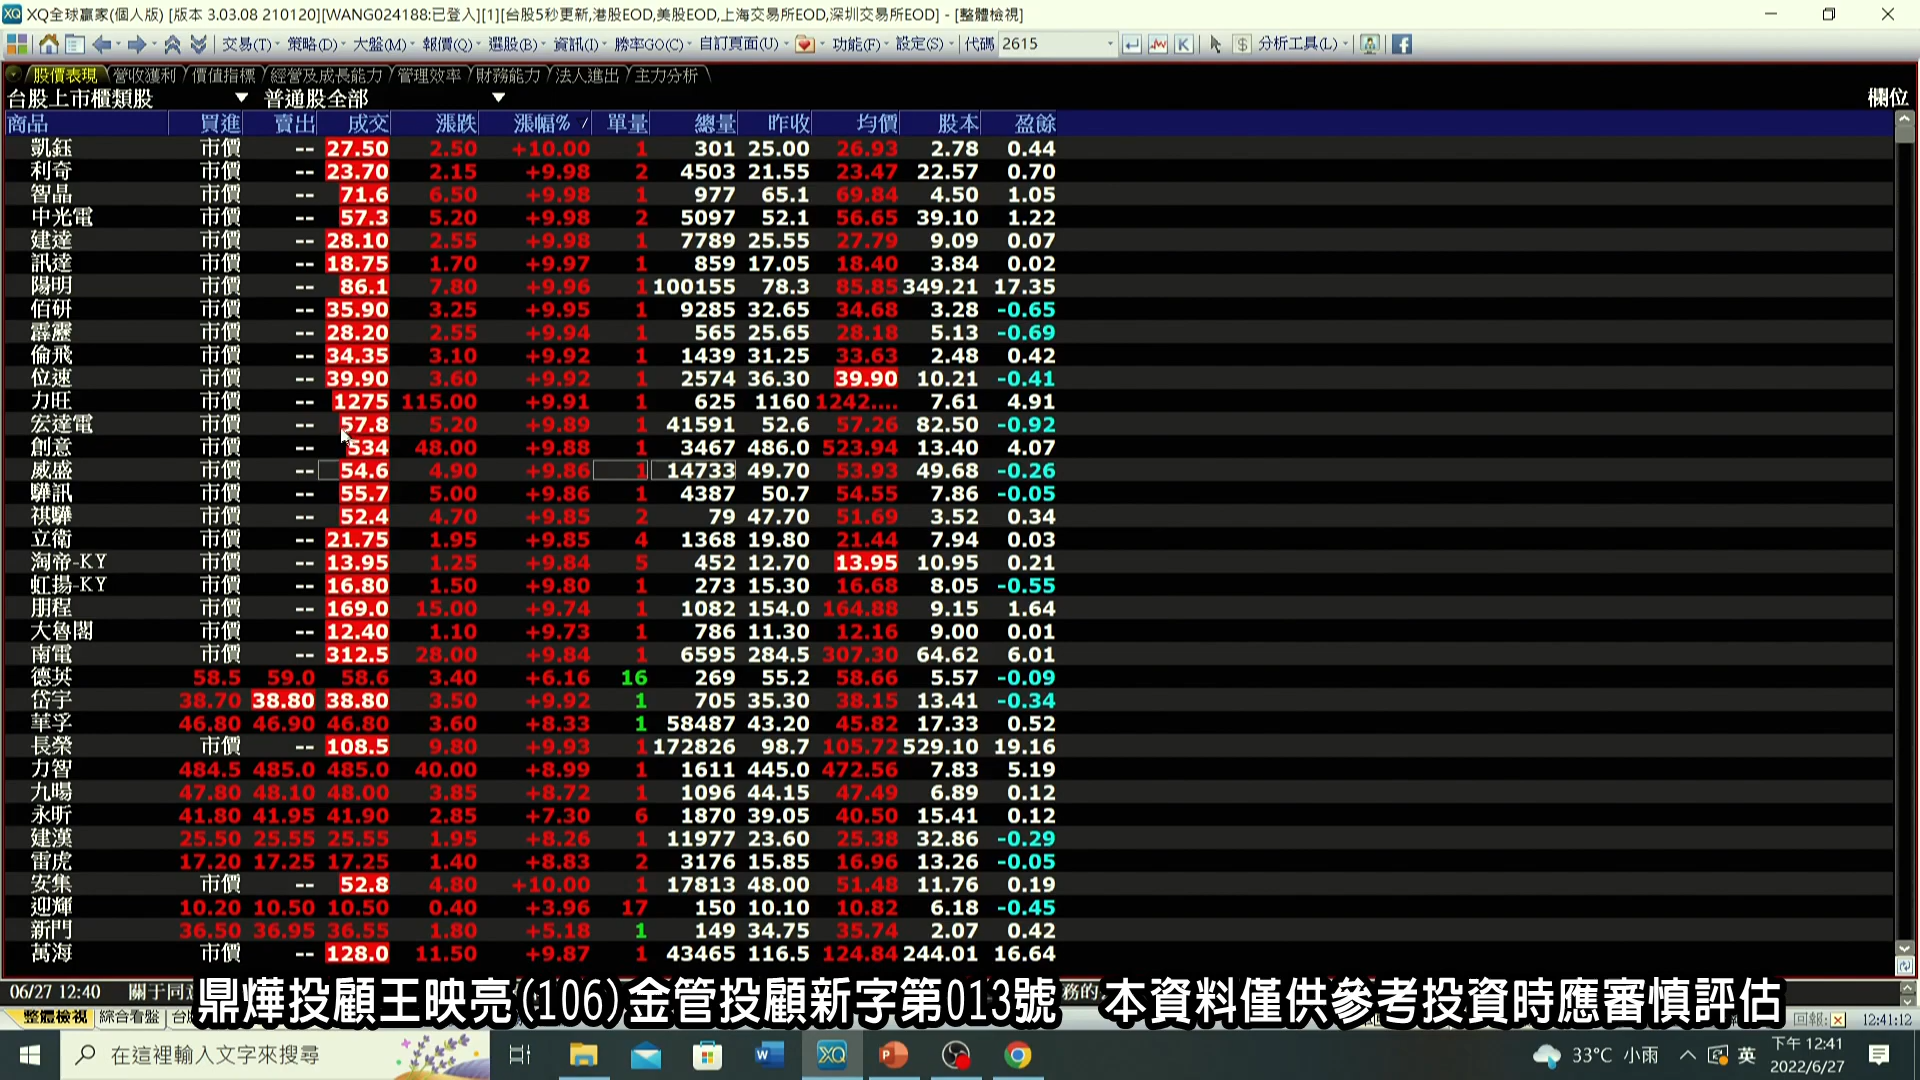 XQ全球贏家(個人版) [版本 3.03.08 210120][WANG024188:已登入][1][台股5秒更新,港股EOD,美股EOD,上海交易所EOD,深圳交易所EOD] - [整體檢視]
交易(T) 策略(D) 大盤(M) 報價(Q) 選股(B) 資訊(I) 勝率GO(C) 自訂頁面(U) 功能(F) 設定(S) 代碼 2615 分析工具(L)
股價表現 營收獲利 價值指標 經營及成長能力 管理效率 財務能力 法人進出 主力分析
台股上市櫃類股 普通股全部 欄位
商品 買進 賣出 成交 漲跌 漲幅% 單量 總量 昨收 均價 股本 盈餘
凱鈺 市價 -- 27.50 2.50 +10.00 1 301 25.00 26.93 2.78 0.44
利奇 市價 -- 23.70 2.15 +9.98 2 4503 21.55 23.47 22.57 0.70
智晶 市價 -- 71.6 6.50 +9.98 1 977 65.1 69.84 4.50 1.05
中光電 市價 -- 57.3 5.20 +9.98 2 5097 52.1 56.65 39.10 1.22
建達 市價 -- 28.10 2.55 +9.98 1 7789 25.55 27.79 9.09 0.07
訊達 市價 -- 18.75 1.70 +9.97 1 859 17.05 18.40 3.84 0.02
陽明 市價 -- 86.1 7.80 +9.96 1 100155 78.3 85.85 349.21 17.35
佰研 市價 -- 35.90 3.25 +9.95 1 9285 32.65 34.68 3.28 -0.65
霹靂 市價 -- 28.20 2.55 +9.94 1 565 25.65 28.18 5.13 -0.69
倫飛 市價 -- 34.35 3.10 +9.92 1 1439 31.25 33.63 2.48 0.42
位速 市價 -- 39.90 3.60 +9.92 1 2574 36.30 39.90 10.21 -0.41
力旺 市價 -- 1275 115.00 +9.91 1 625 1160 1242.... 7.61 4.91
宏達電 市價 -- 57.8 5.20 +9.89 1 41591 52.6 57.26 82.50 -0.92
創意 市價 -- 534 48.00 +9.88 1 3467 486.0 523.94 13.40 4.07
威盛 市價 -- 54.6 4.90 +9.86 1 14733 49.70 53.93 49.68 -0.26
驊訊 市價 -- 55.7 5.00 +9.86 1 4387 50.7 54.55 7.86 -0.05
祺驊 市價 -- 52.4 4.70 +9.85 2 79 47.70 51.69 3.52 0.34
立衛 市價 -- 21.75 1.95 +9.85 4 1368 19.80 21.44 7.94 0.03
淘帝-KY 市價 -- 13.95 1.25 +9.84 5 452 12.70 13.95 10.95 0.21
虹揚-KY 市價 -- 16.80 1.50 +9.80 1 273 15.30 16.68 8.05 -0.55
朋程 市價 -- 169.0 15.00 +9.74 1 1082 154.0 164.88 9.15 1.64
大魯閣 市價 -- 12.40 1.10 +9.73 1 786 11.30 12.16 9.00 0.01
南電 市價 -- 312.5 28.00 +9.84 1 6595 284.5 307.30 64.62 6.01
德英 58.5 59.0 58.6 3.40 +6.16 16 269 55.2 58.66 5.57 -0.09
岱宇 38.70 38.80 38.80 3.50 +9.92 1 705 35.30 38.15 13.41 -0.34
華孚 46.80 46.90 46.80 3.60 +8.33 1 58487 43.20 45.82 17.33 0.52
長榮 市價 -- 108.5 9.80 +9.93 1 172826 98.7 105.72 529.10 19.16
力智 484.5 485.0 485.0 40.00 +8.99 1 1611 445.0 472.56 7.83 5.19
九暘 47.80 48.10 48.00 3.85 +8.72 1 1096 44.15 47.49 6.89 0.12
永昕 41.80 41.95 41.90 2.85 +7.30 6 1870 39.05 40.50 15.41 0.12
建漢 25.50 25.55 25.55 1.95 +8.26 1 11977 23.60 25.38 32.86 -0.29
雷虎 17.20 17.25 17.25 1.40 +8.83 2 3176 15.85 16.96 13.26 -0.05
安集 市價 -- 52.8 4.80 +10.00 1 17813 48.00 51.48 11.76 0.19
迎輝 10.20 10.50 10.50 0.40 +3.96 17 150 10.10 10.82 6.18 -0.45
新門 36.50 36.95 36.55 1.80 +5.18 1 149 34.75 35.74 2.07 0.42
萬海 市價 -- 128.0 11.50 +9.87 1 43465 116.5 124.84 244.01 16.64
06/27 12:40 關于同意
鼎燁投顧王映亮(106)金管投顧新字第013號 本資料僅供參考投資時應審慎評估
整體檢視 綜合看盤 回報: 12:41:12
在這裡輸入文字來搜尋 33°C 小雨 英 下午 12:41
2022/6/27